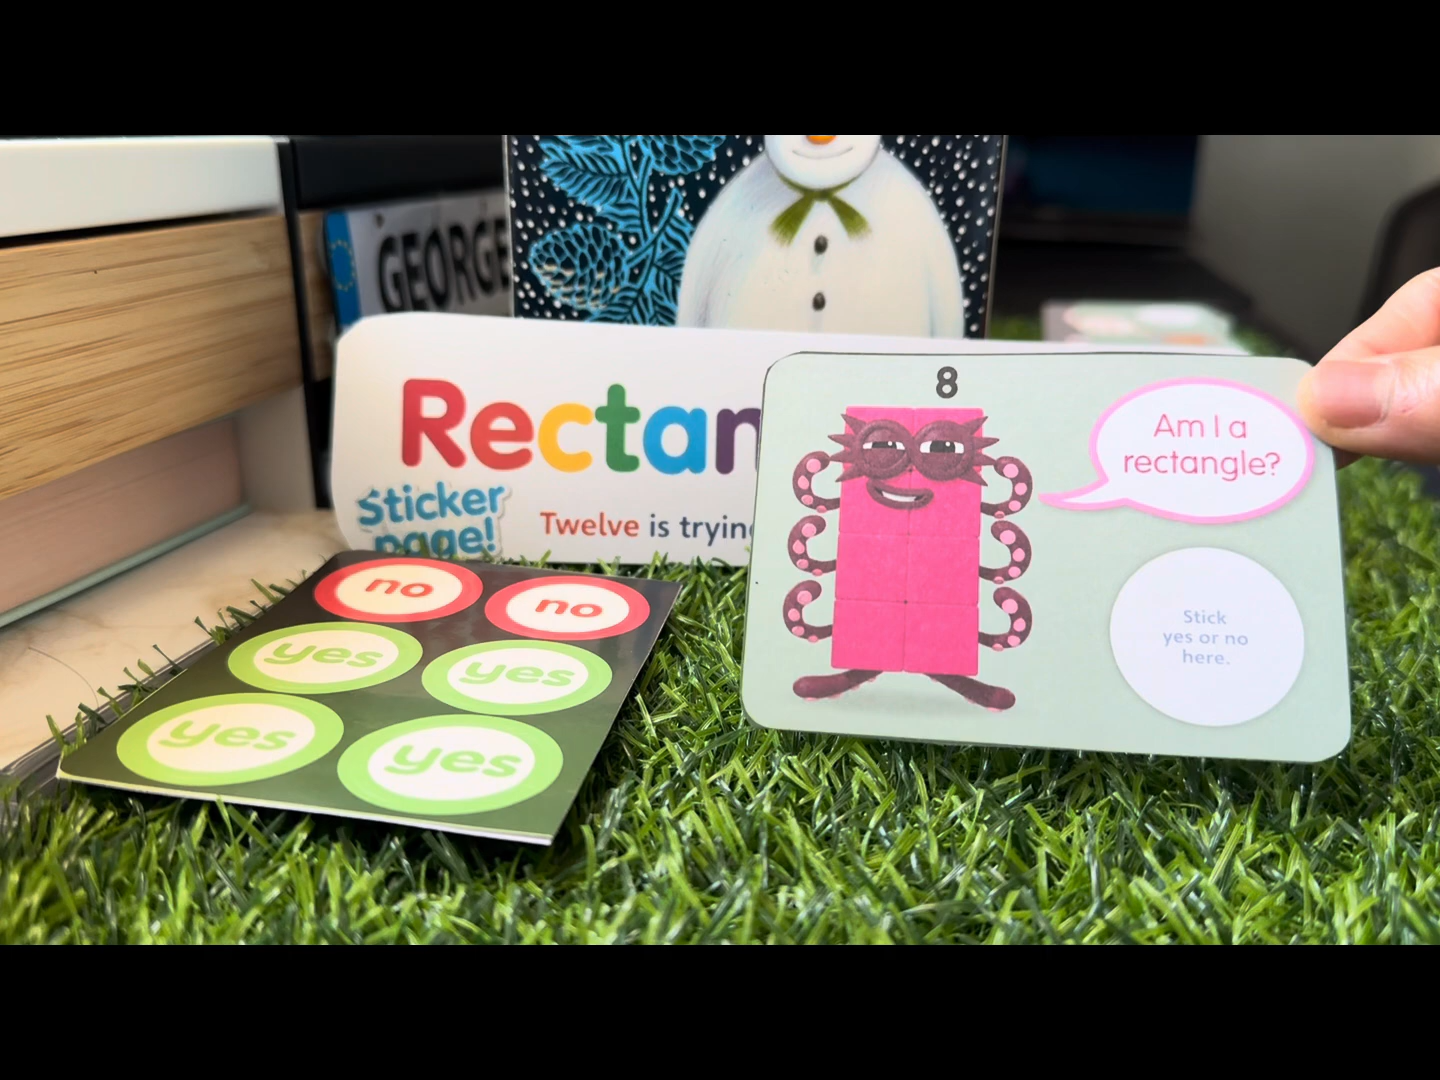 GEORGE
Rectan
Sticker
page!
Twelve is tryin
8
Am I a
rectangle?
Stick
yes or no
here.
no
no
yes
yes
yes
yes